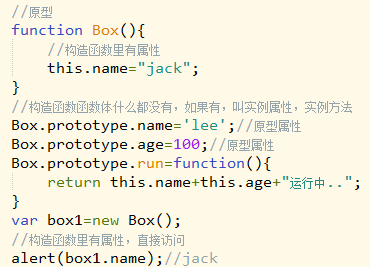 //原型
function Box(){
//构造函数里有属性
this.name="jack";
}
//构造函数函数体什么都没有，如果有，叫实例属性，实例方法
Box.prototype.name='lee';//原型属性
Box.prototype.age=100;//原型属性
Box.prototype.run=function(){
return this.name+this.age+"运行中..";
}
var box1=new Box();
//构造函数里有属性，直接访问
alert(box1.name);//jack